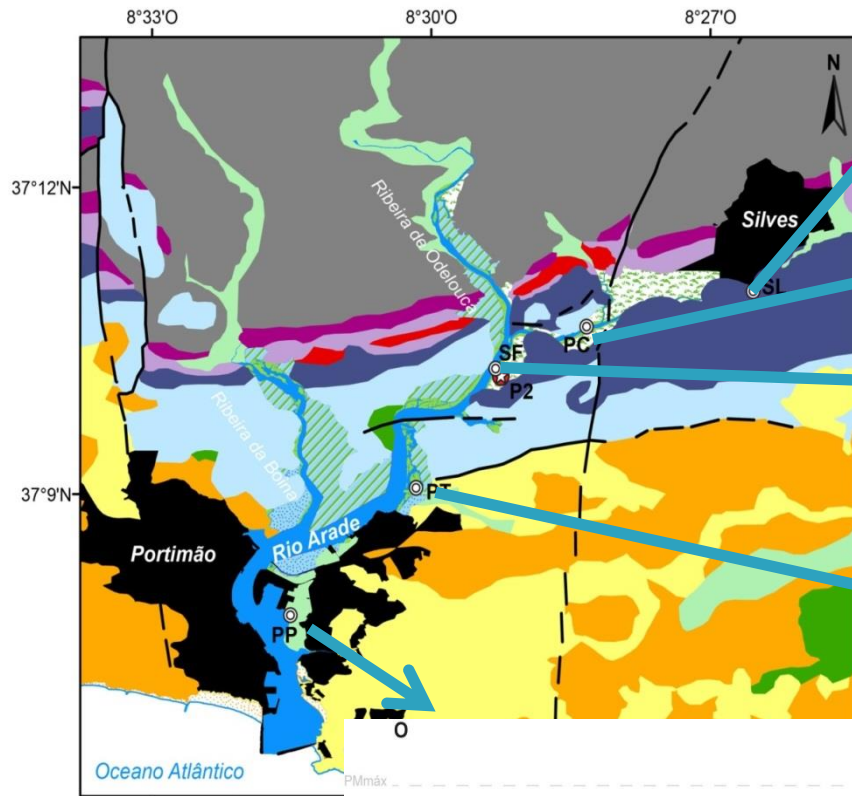 8°33'O
8°30'O
8°27'O
N
37°12'N
Ribeira de Odelouca
Silves
SL
PC
SF
P2
Ribeira da Boina
37°9'N
PT
Rio Arade
Portimão
PP
O
PMmáx
Oceano Atlântico